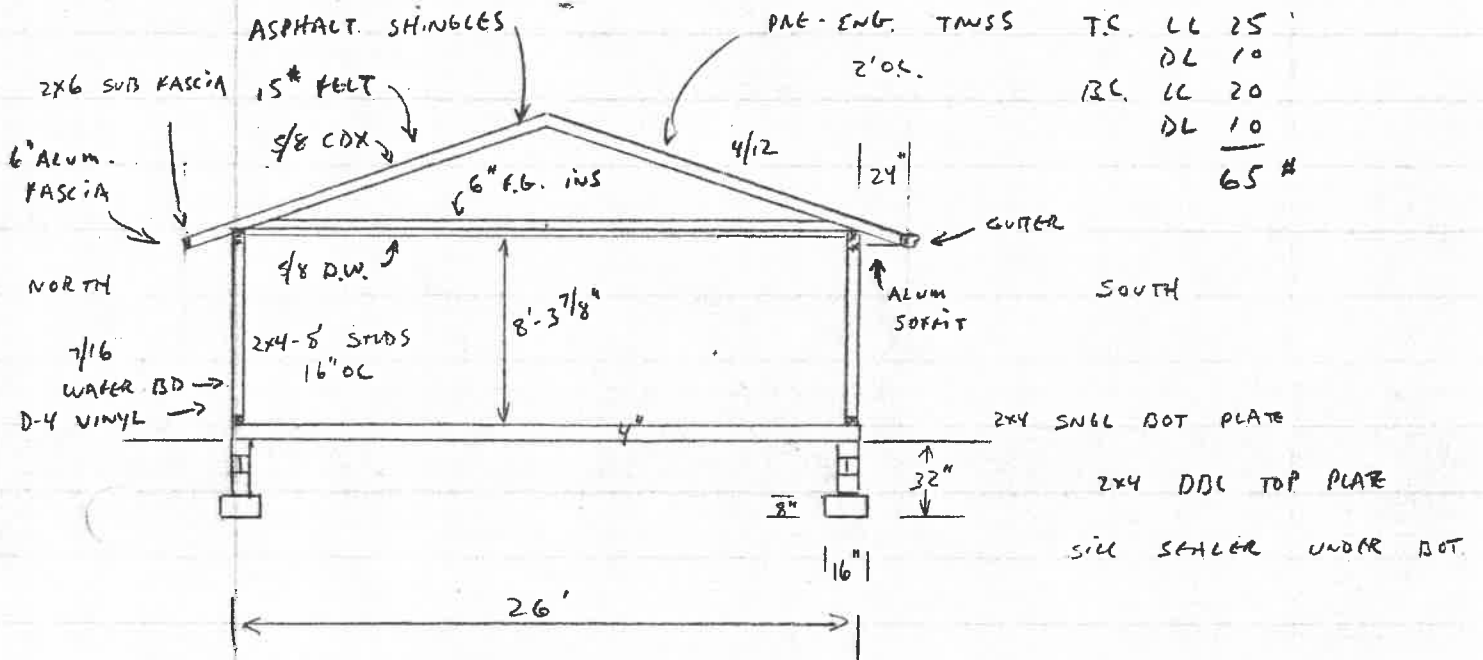 ASPHALT. SHINGLES
PRE-ENG. TRUSS
2'O.C.
T.C. LL 25
DL 10
B.C. LL 20
DL 10
65 #
2x6 SUB FASCIA
15# FELT
5/8 CDX
6" ALUM.
FASCIA
6" F.G. INS
4/12
24"
GUTTER
5/8 D.W.
NORTH
8'-3 7/8"
ALUM
SOFFIT
SOUTH
2x4-8' STUDS
16" OC
7/16
WAFER BD
D-4 VINYL
4"
2x4 SNGL BOT PLATE
32"
2x4 DBL TOP PLATE
8"
SILL SEALER UNDER BOT.
16"
26'